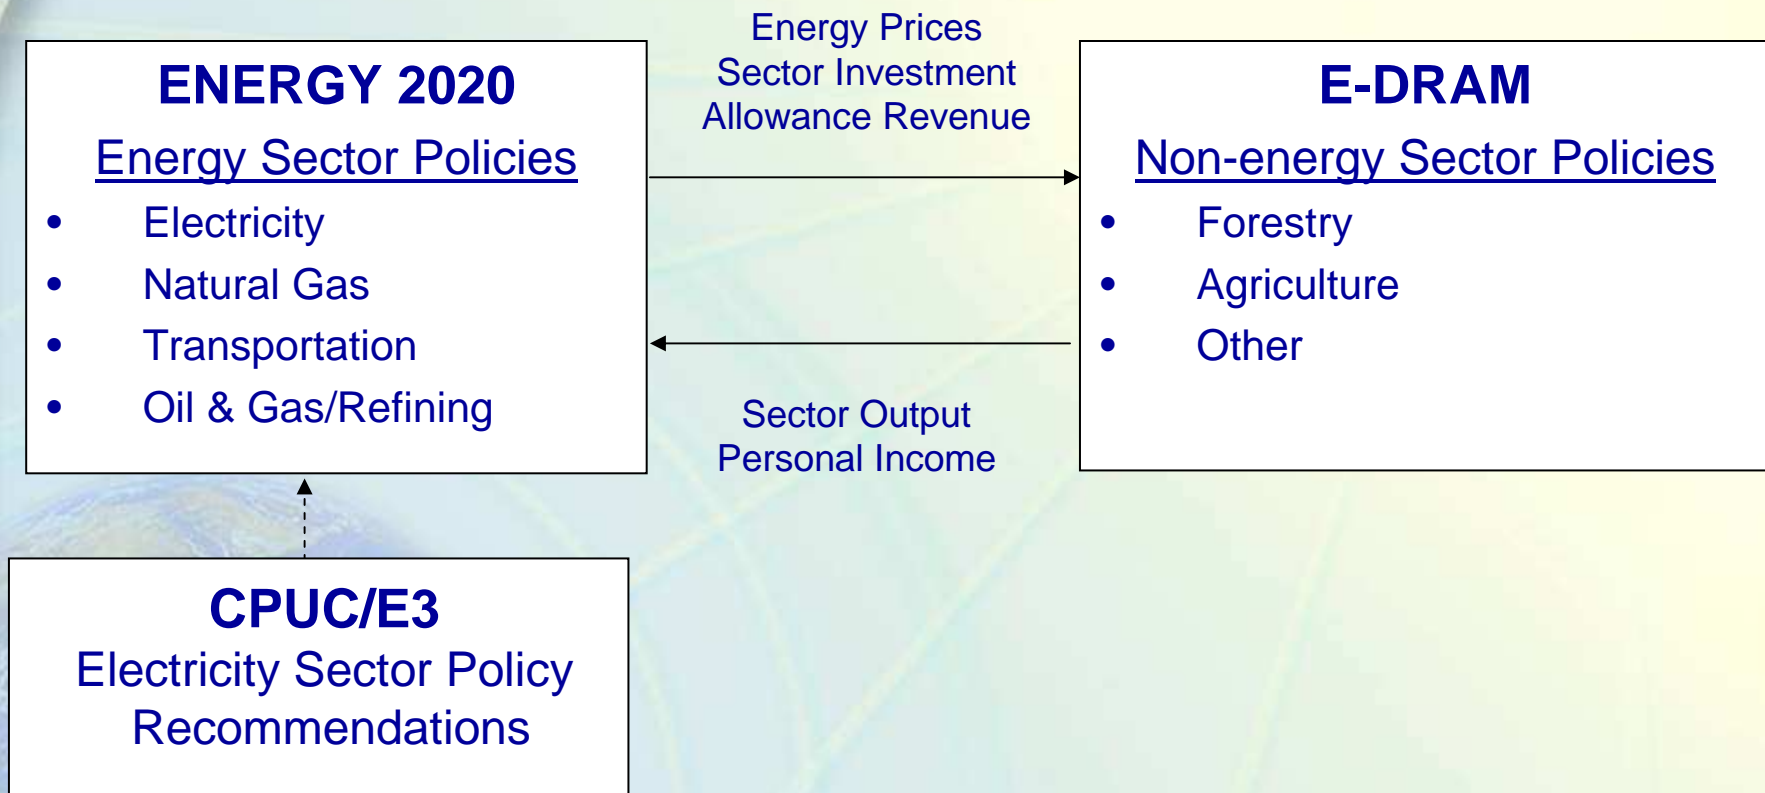 ENERGY 2020
Energy Sector Policies
• Electricity
• Natural Gas
• Transportation
• Oil & Gas/Refining
Energy Prices
Sector Investment
Allowance Revenue
Sector Output
Personal Income
E-DRAM
Non-energy Sector Policies
• Forestry
• Agriculture
• Other
CPUC/E3
Electricity Sector Policy
Recommendations